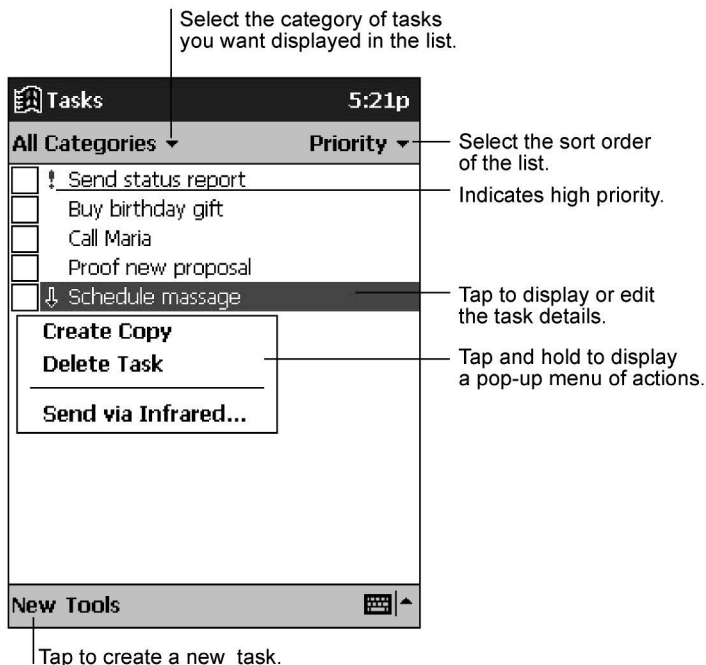 Select the category of tasks
you want displayed in the list.
Tasks 5:21p
All Categories Priority
Select the sort order
of the list.
! Send status report
Indicates high priority.
Buy birthday gift
Call Maria
Proof new proposal
Schedule massage
Tap to display or edit
the task details.
Create Copy
Delete Task
Tap and hold to display
a pop-up menu of actions.
Send via Infrared...
New Tools
Tap to create a new task.